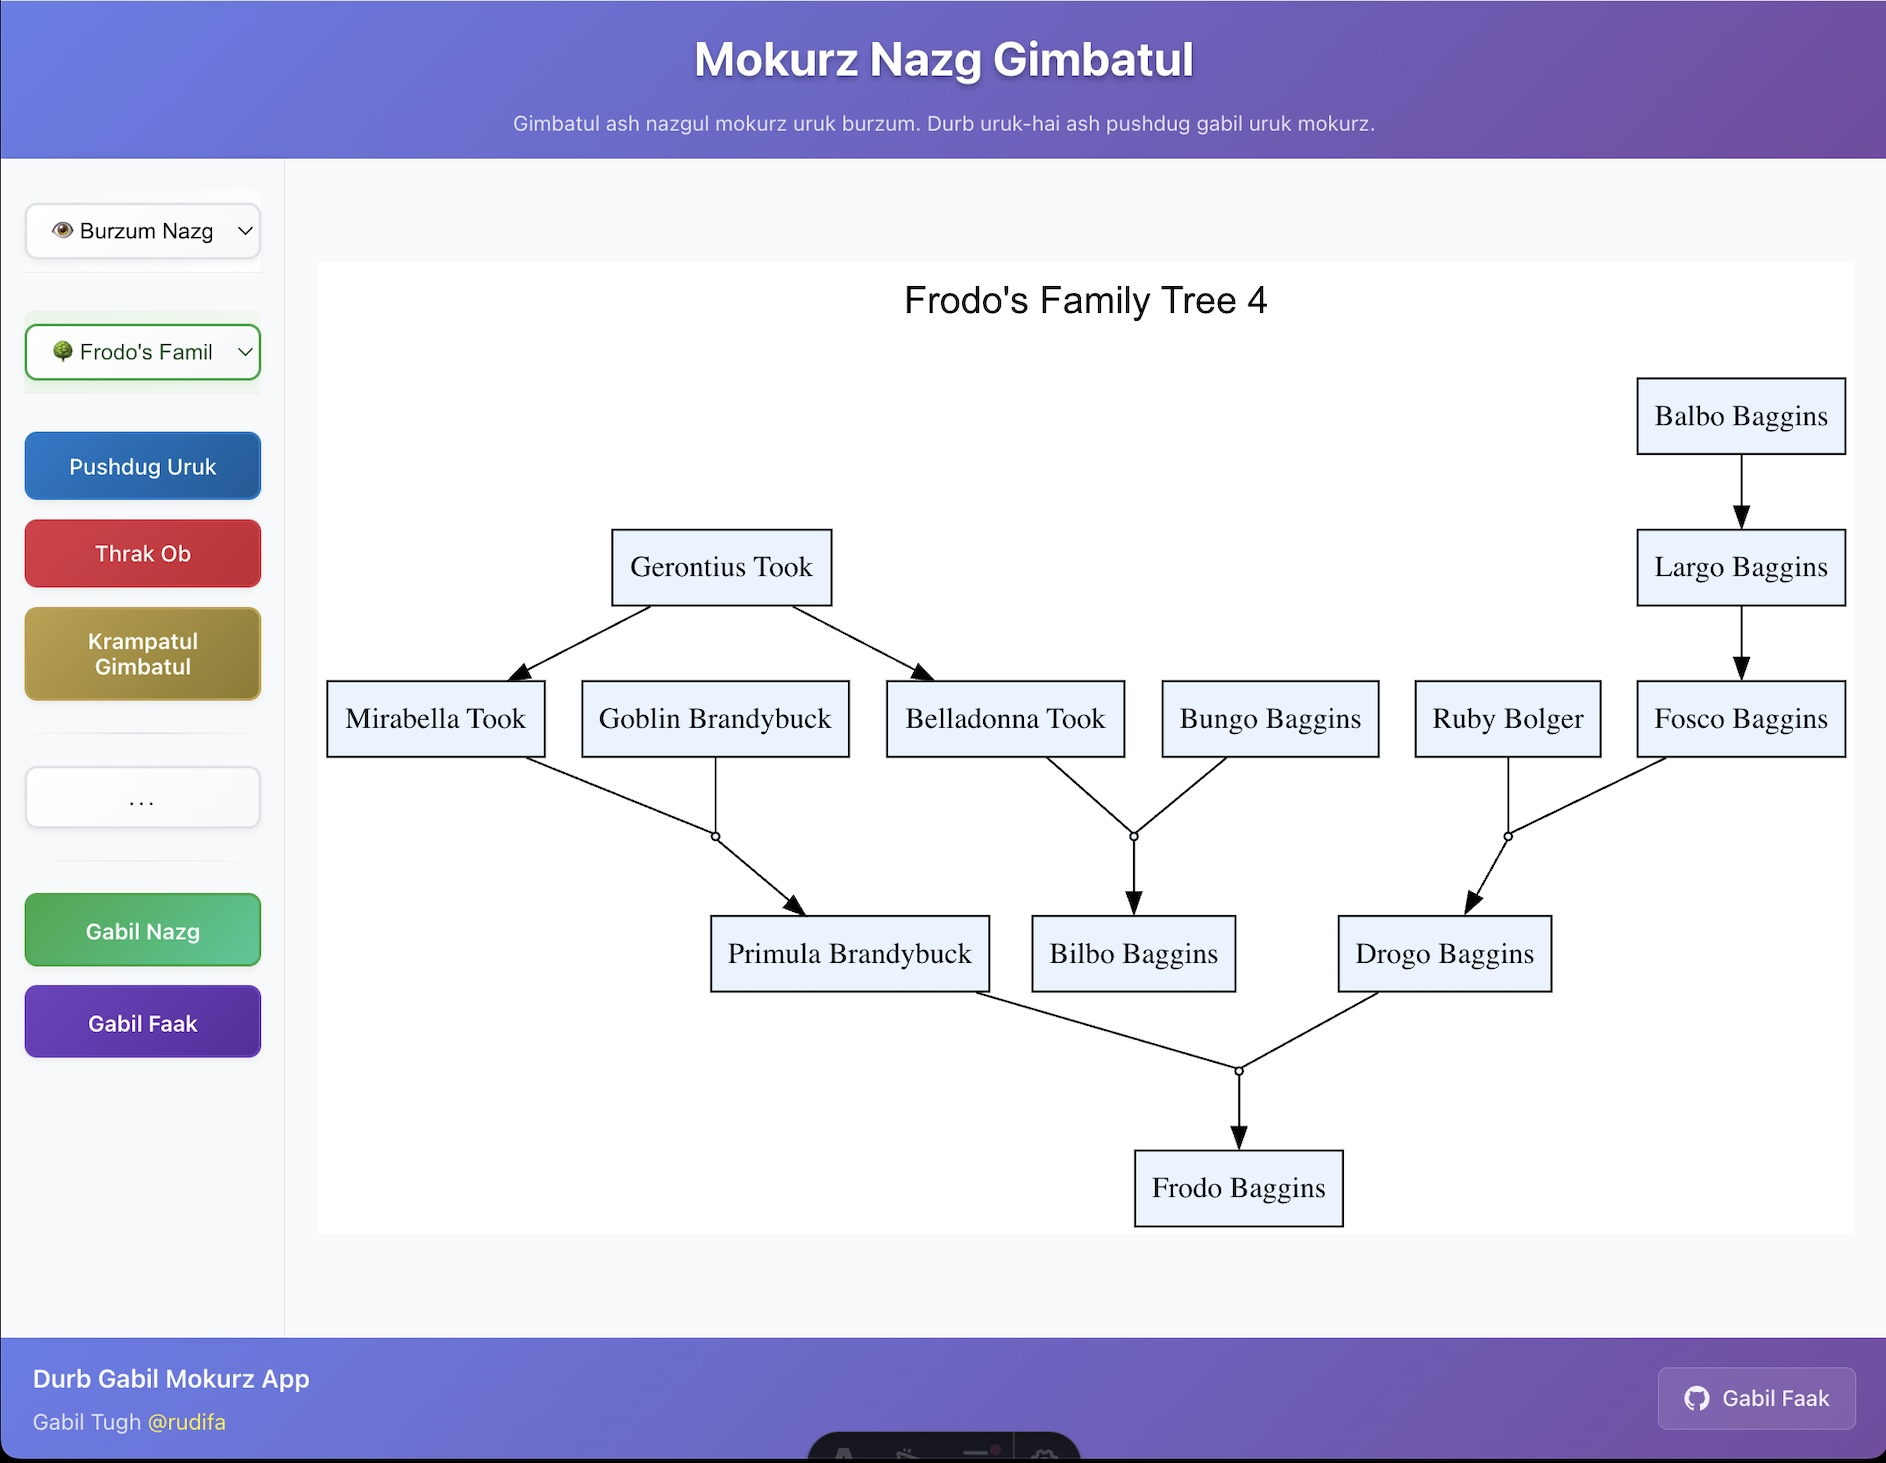 Mokurz Nazg Gimbatul
Gimbatul ash nazgul mokurz uruk burzum. Durb uruk-hai ash pushdug gabil uruk mokurz.
Burzum Nazg
Frodo's Famil
Pushdug Uruk
Thrak Ob
Krampatul
Gimbatul
...
Gabil Nazg
Gabil Faak
Frodo's Family Tree 4
Balbo Baggins
Gerontius Took
Largo Baggins
Mirabella Took
Goblin Brandybuck
Belladonna Took
Bungo Baggins
Ruby Bolger
Fosco Baggins
Primula Brandybuck
Bilbo Baggins
Drogo Baggins
Frodo Baggins
Durb Gabil Mokurz App
Gabil Tugh @rudifa
Gabil Faak